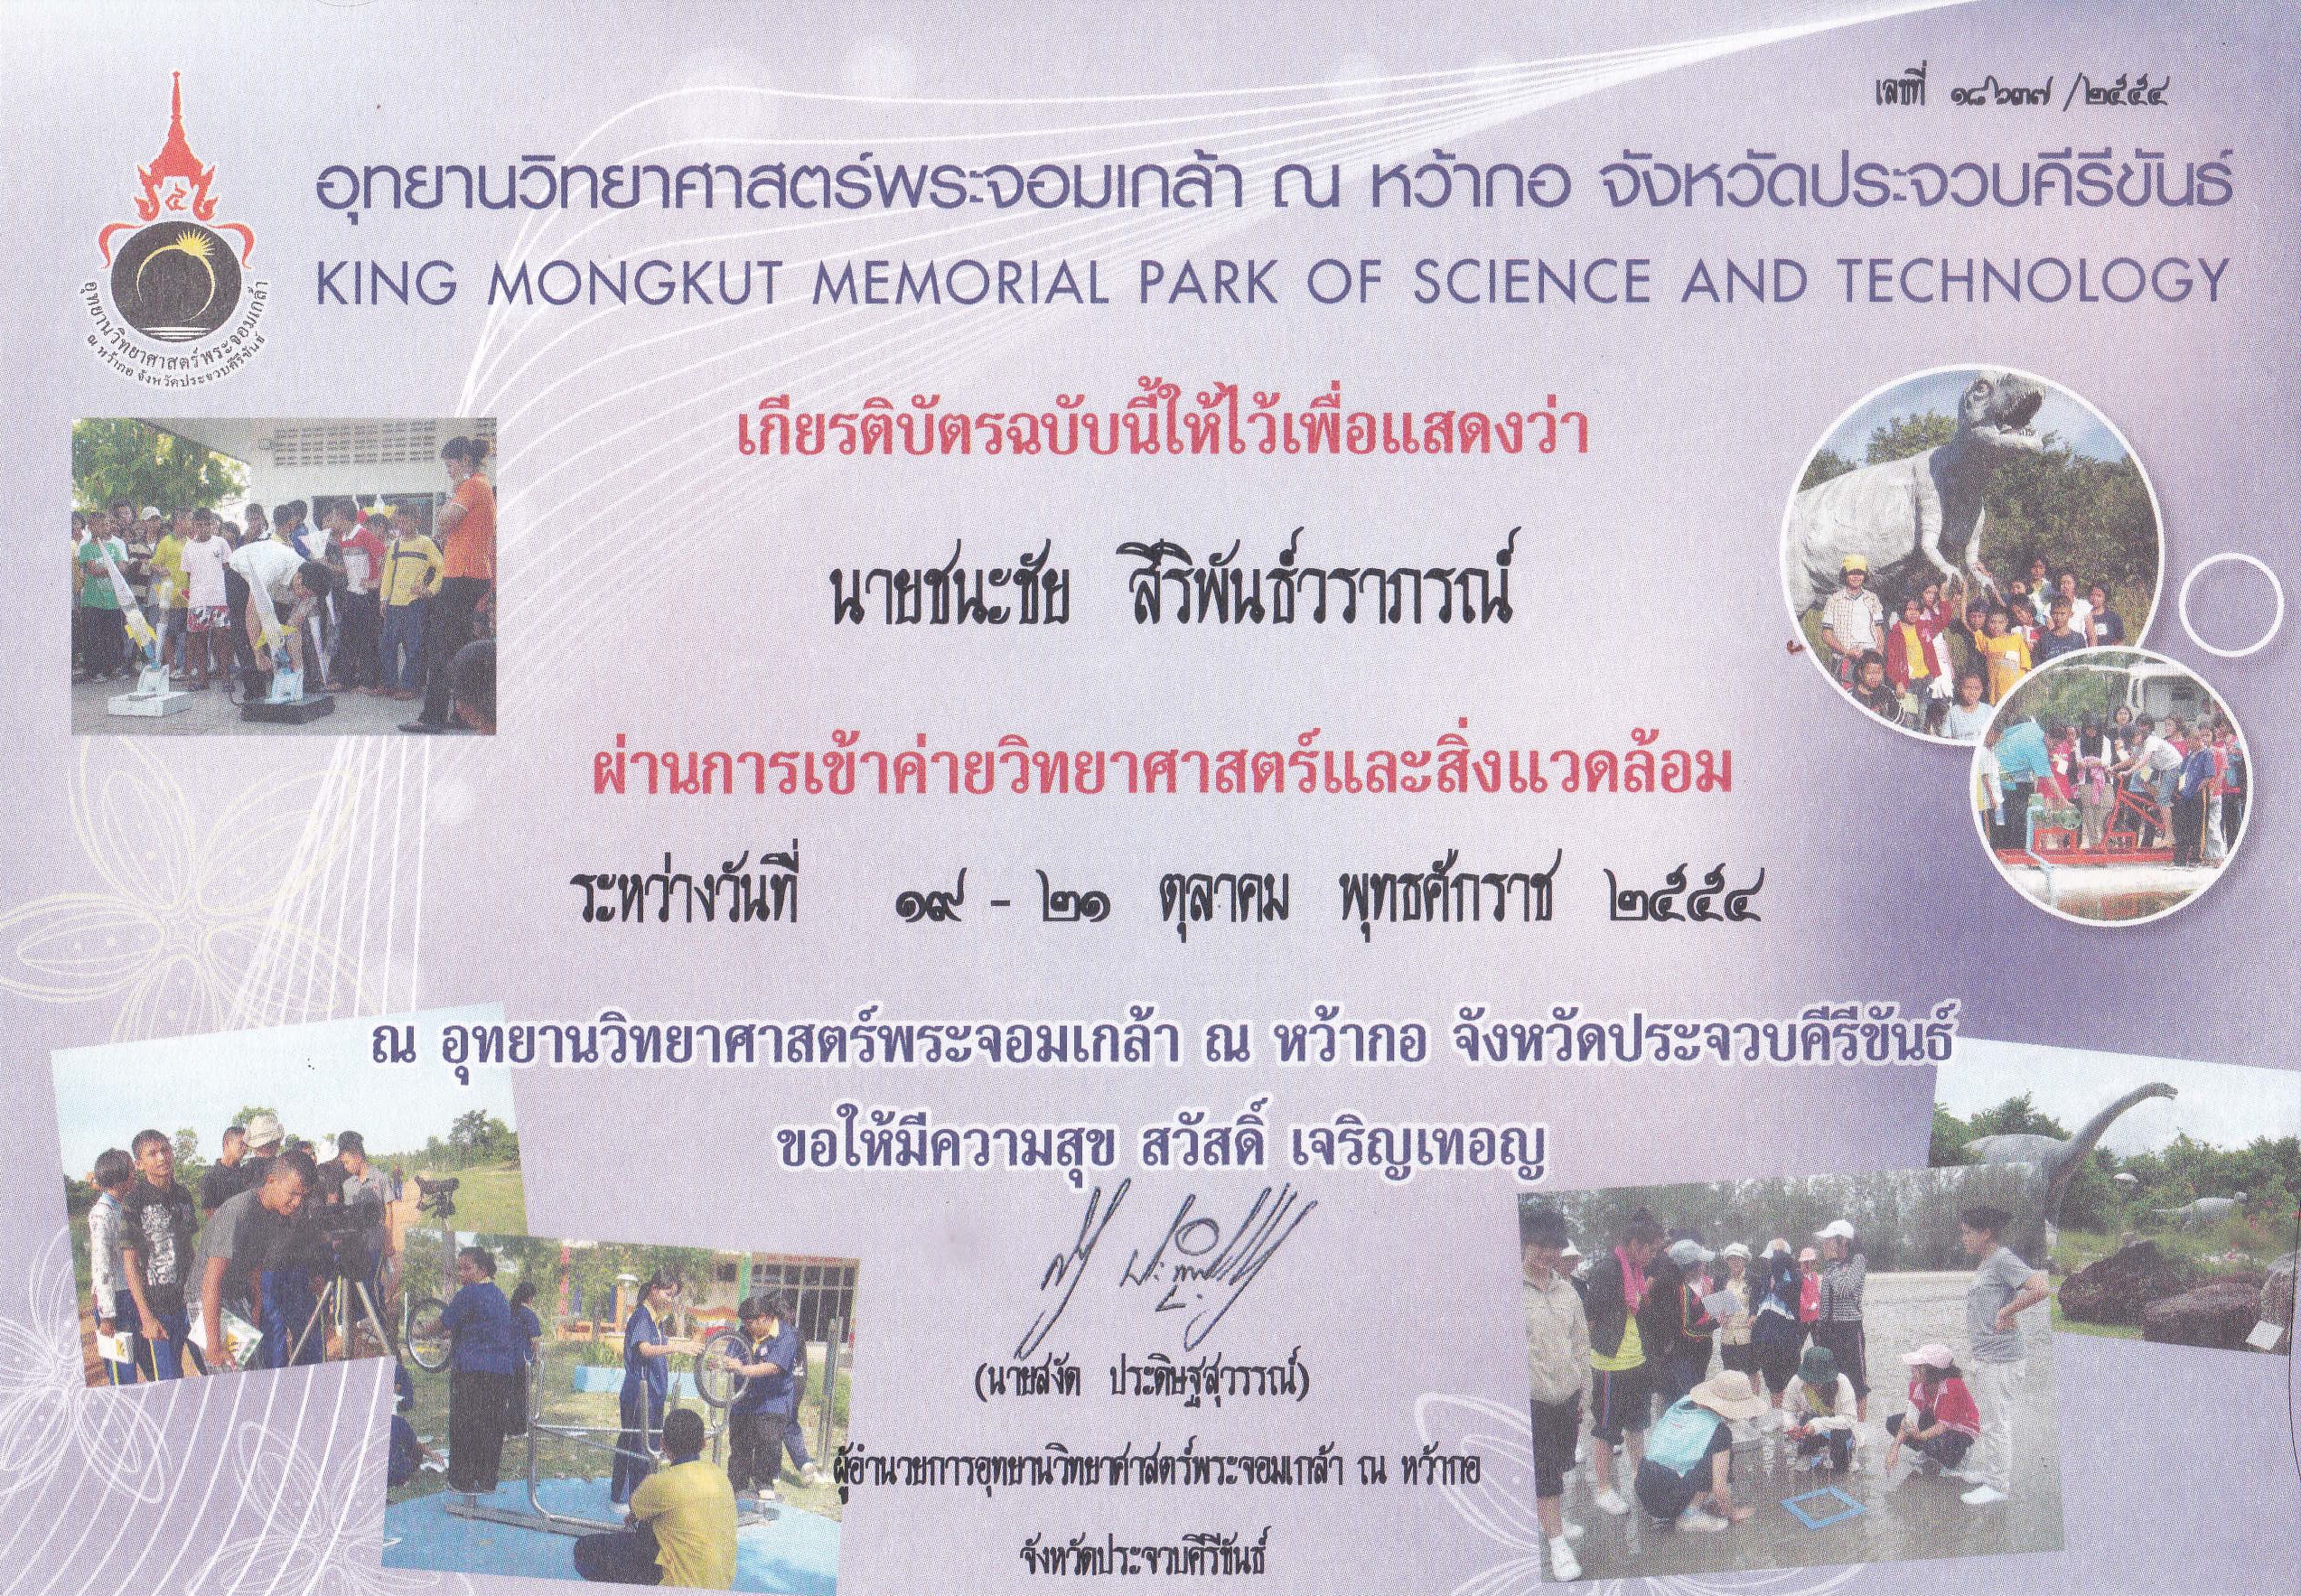 เลขที่ ๑๘๖๓๗ /๒๕๕๔
อุทยานวิทยาศาสตร์พระจอมเกล้า ณ หว้ากอ จังหวัดประจวบคีรีขันธ์
KING MONGKUT MEMORIAL PARK OF SCIENCE AND TECHNOLOGY
อุทยานวิทยาศาสตร์พระจอมเกล้า
ณ หว้ากอ จังหวัดประจวบคีรีขันธ์
เกียรติบัตรฉบับนี้ให้ไว้เพื่อแสดงว่า
นายชนะชัย สิริพันธ์วราภรณ์
ผ่านการเข้าค่ายวิทยาศาสตร์และสิ่งแวดล้อม
ระหว่างวันที่ ๑๙ - ๒๑ ตุลาคม พุทธศักราช ๒๕๕๔
ณ อุทยานวิทยาศาสตร์พระจอมเกล้า ณ หว้ากอ จังหวัดประจวบคีรีขันธ์
ขอให้มีความสุข สวัสดิ์ เจริญเทอญ
(นายสงัด ประดิษฐสุวรรณ์)
ผู้อำนวยการอุทยานวิทยาศาสตร์พระจอมเกล้า ณ หว้ากอ
จังหวัดประจวบคีรีขันธ์